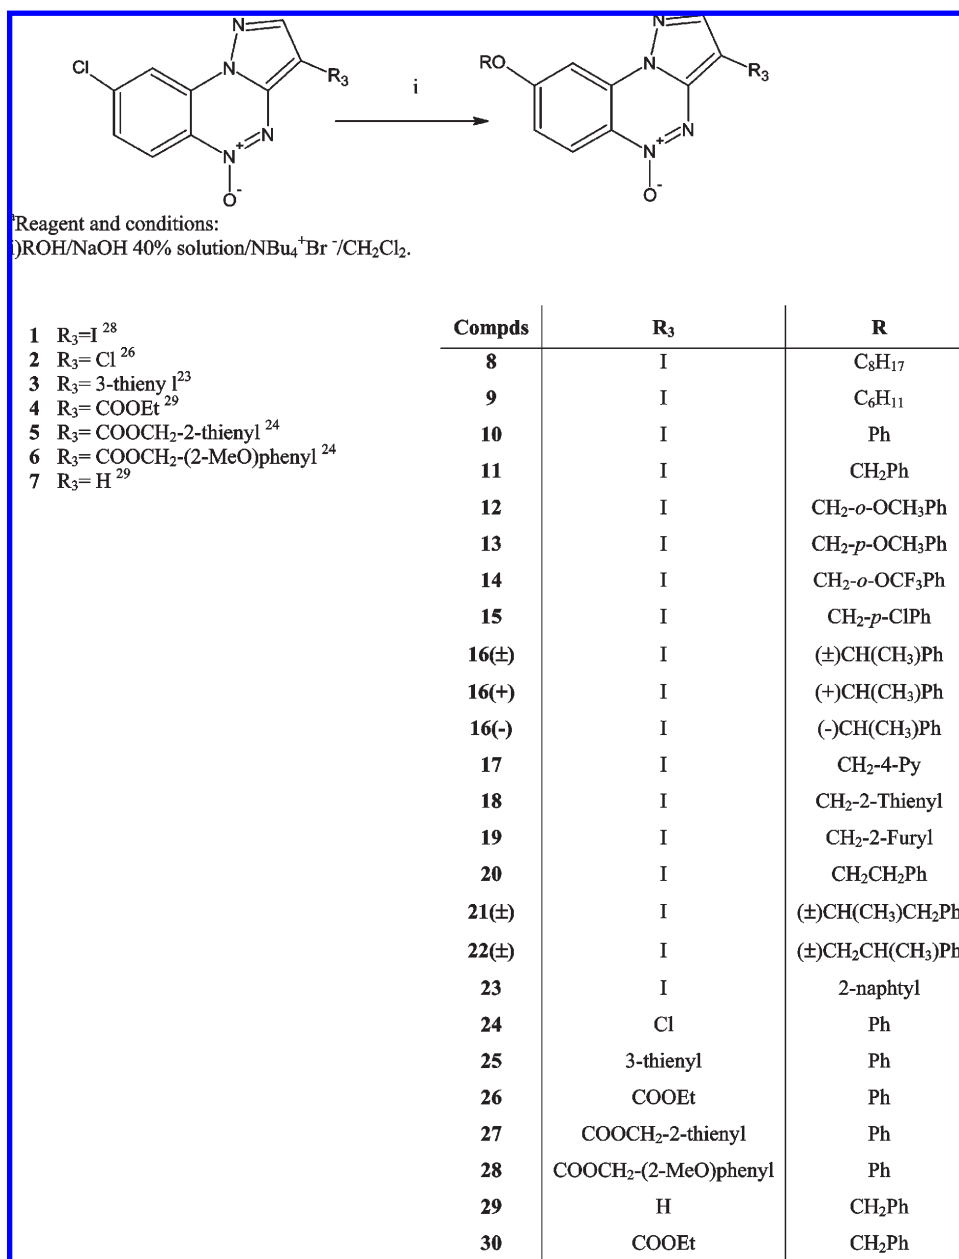 N
N
Cl
N
R3
N
N+
O-
i
N
RO
N
R3
N
N+
O-
aReagent and conditions:
i)ROH/NaOH 40% solution/NBu4+Br-/CH2Cl2.
1 R3=I 28
2 R3= Cl 26
3 R3= 3-thieny l23
4 R3= COOEt 29
5 R3= COOCH2-2-thienyl 24
6 R3= COOCH2-(2-MeO)phenyl 24
7 R3= H 29
Compds R3 R
8 I C8H17
9 I C6H11
10 I Ph
11 I CH2Ph
12 I CH2-o-OCH3Ph
13 I CH2-p-OCH3Ph
14 I CH2-o-OCF3Ph
15 I CH2-p-ClPh
16(±) I (±)CH(CH3)Ph
16(+) I (+)CH(CH3)Ph
16(-) I (-)CH(CH3)Ph
17 I CH2-4-Py
18 I CH2-2-Thienyl
19 I CH2-2-Furyl
20 I CH2CH2Ph
21(±) I (±)CH(CH3)CH2Ph
22(±) I (±)CH2CH(CH3)Ph
23 I 2-naphtyl
24 Cl Ph
25 3-thienyl Ph
26 COOEt Ph
27 COOCH2-2-thienyl Ph
28 COOCH2-(2-MeO)phenyl Ph
29 H CH2Ph
30 COOEt CH2Ph